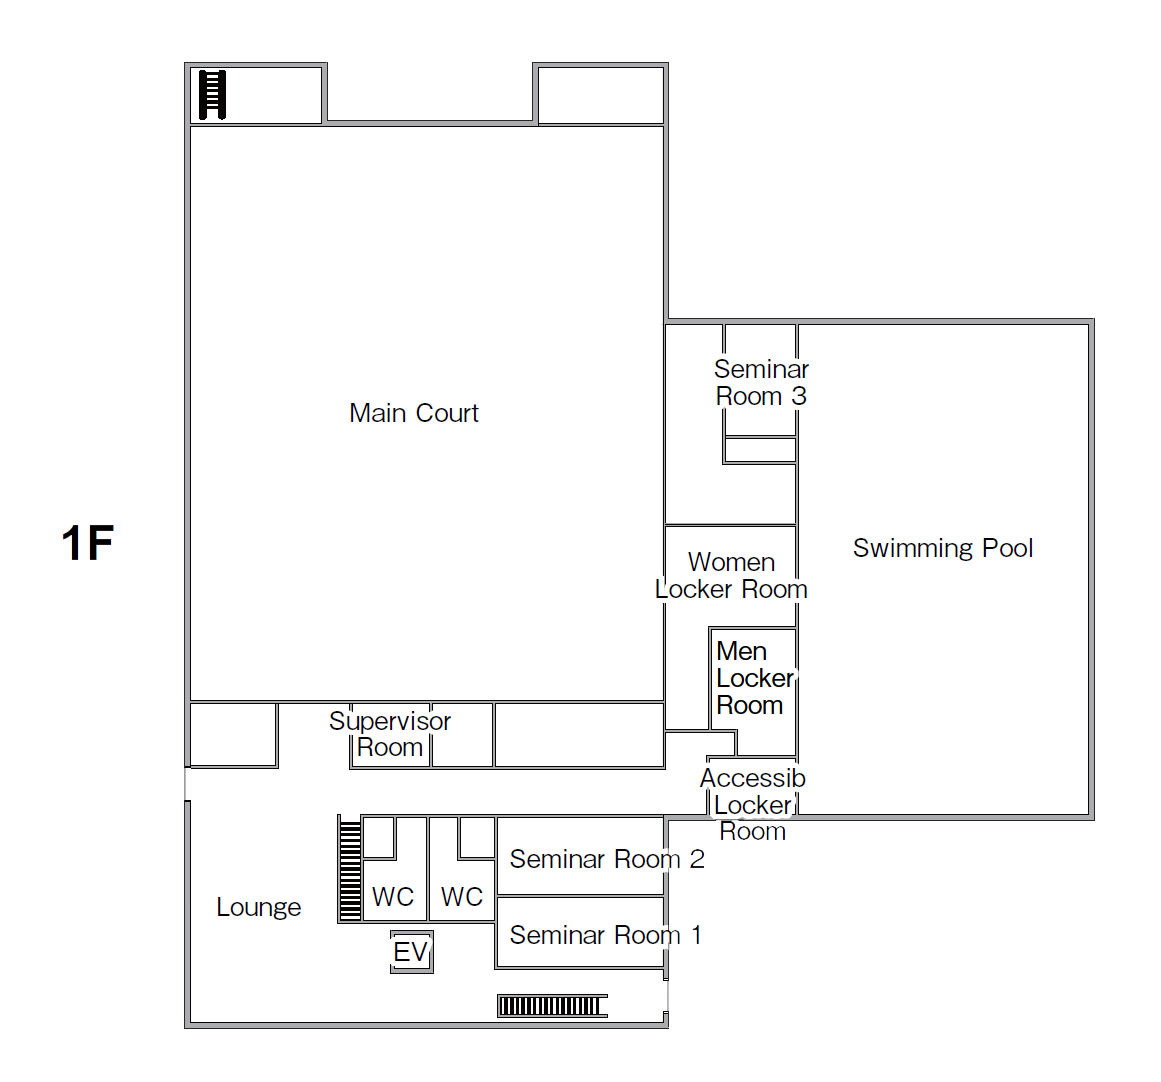 Seminar
Room 3
Main Court
1F
Swimming Pool
Women
Locker Room
Men
Locker
Room
Supervisor
Room
Accessib
Locker
Room
Seminar Room 2
WC
WC
Lounge
Seminar Room 1
EV